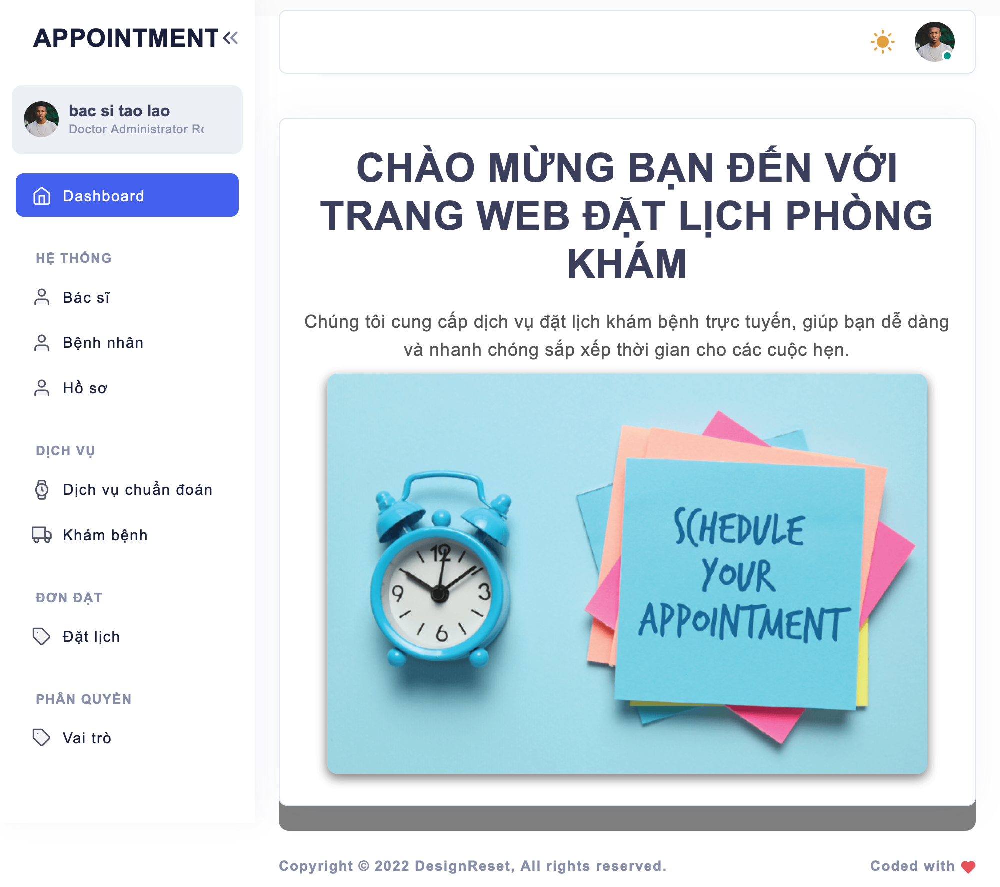 APPOINTMENT
bac si tao lao
Doctor Administrator
Dashboard
HỆ THỐNG
Bác sĩ
Bệnh nhân
Hồ sơ
DỊCH VỤ
Dịch vụ chuẩn đoán
Khám bệnh
ĐƠN ĐẶT
Đặt lịch
PHÂN QUYỀN
Vai trò
CHÀO MỪNG BẠN ĐẾN VỚI
TRANG WEB ĐẶT LỊCH PHÒNG
KHÁM
Chúng tôi cung cấp dịch vụ đặt lịch khám bệnh trực tuyến, giúp bạn dễ dàng
và nhanh chóng sắp xếp thời gian cho các cuộc hẹn.
12
9
3
6
SCHEDULE
YOUR
APPOINTMENT
Copyright © 2022 DesignReset, All rights reserved.
Coded with